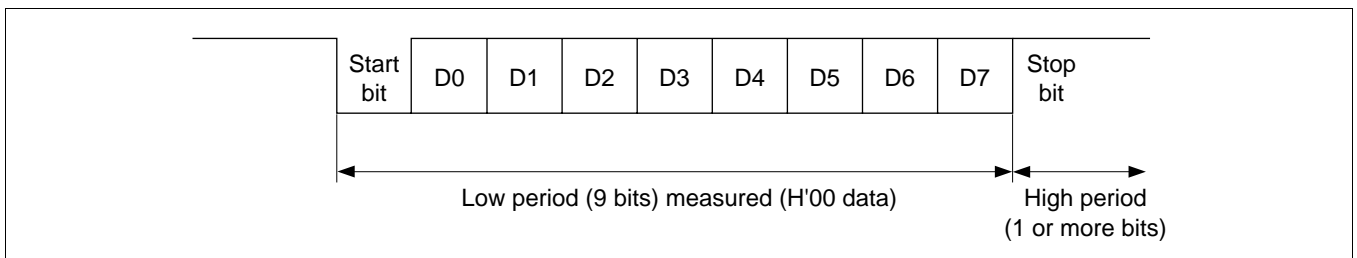 Start
bit
D0 D1 D2 D3 D4 D5 D6 D7
Stop
bit
Low period (9 bits) measured (H'00 data)
High period
(1 or more bits)